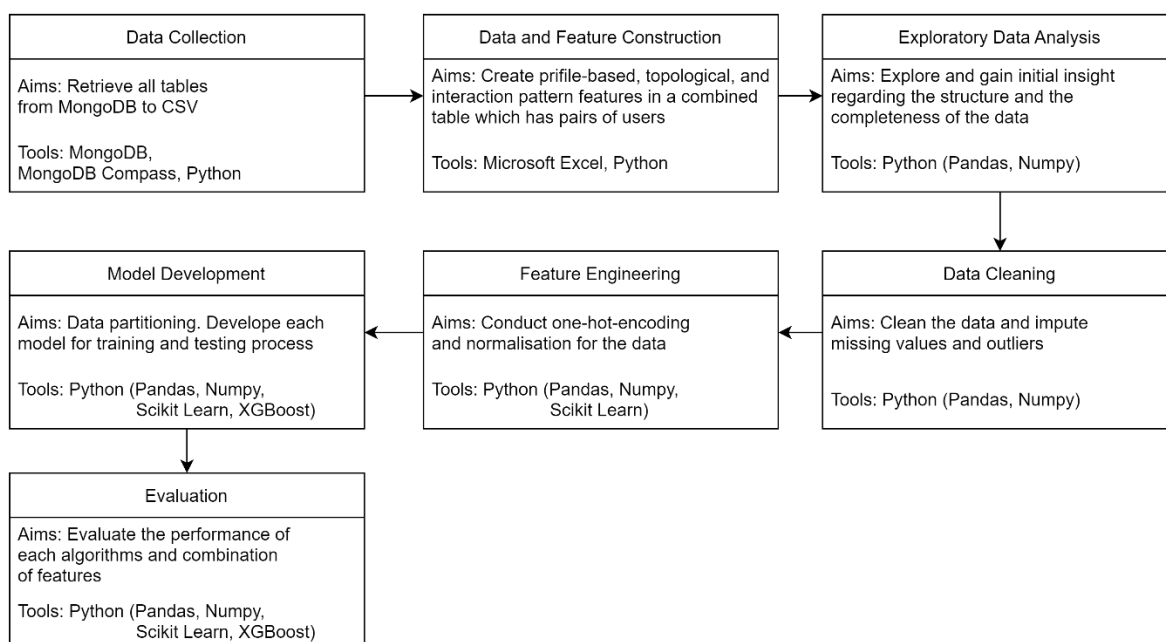 Data Collection
Aims: Retrieve all tables
from MongoDB to CSV
Tools: MongoDB,
MongoDB Compass, Python
Data and Feature Construction
Aims: Create prifile-based, topological, and
interaction pattern features in a combined
table which has pairs of users
Tools: Microsoft Excel, Python
Exploratory Data Analysis
Aims: Explore and gain initial insight
regarding the structure and the
completeness of the data
Tools: Python (Pandas, Numpy)
Data Cleaning
Aims: Clean the data and impute
missing values and outliers
Tools: Python (Pandas, Numpy)
Feature Engineering
Aims: Conduct one-hot-encoding
and normalisation for the data
Tools: Python (Pandas, Numpy,
Scikit Learn)
Model Development
Aims: Data partitioning. Develope each
model for training and testing process
Tools: Python (Pandas, Numpy,
Scikit Learn, XGBoost)
Evaluation
Aims: Evaluate the performance of
each algorithms and combination
of features
Tools: Python (Pandas, Numpy,
Scikit Learn, XGBoost)